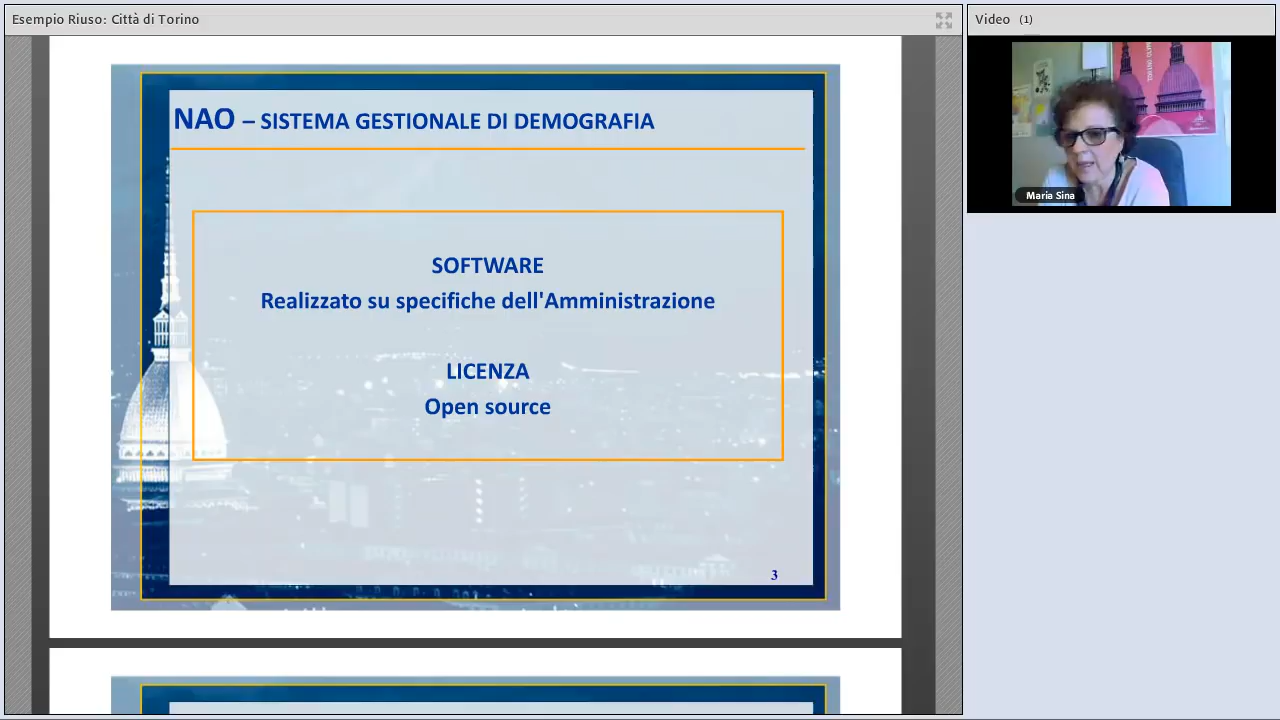 Esempio Riuso: Città di Torino
NAO – SISTEMA GESTIONALE DI DEMOGRAFIA
SOFTWARE
Realizzato su specifiche dell'Amministrazione
LICENZA
Open source
3
Video (1)
Maria Sina